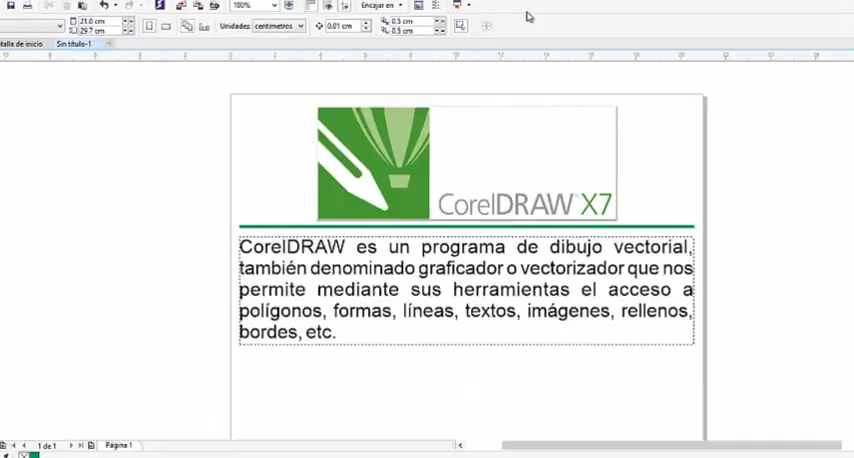 100%
Encajar en
21.0 cm
29.7 cm
Unidades: centímetros
0.01 cm
0.5 cm
0.5 cm
talla de inicio
Sin título-1
CorelDRAW X7
CorelDRAW es un programa de dibujo vectorial,
también denominado graficador o vectorizador que nos
permite mediante sus herramientas el acceso a
polígonos, formas, líneas, textos, imágenes, rellenos,
bordes, etc.
1 de 1
Página 1